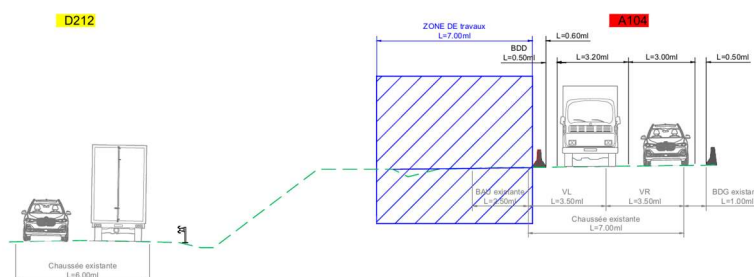 D212
A104
ZONE DE travaux
L=7.00ml
L=0.60ml
BDD
L=0.50ml
L=3.20ml
L=3.00ml
L=0.50ml
BAU existante
L=2.50ml
VL
L=3.50ml
VR
L=3.50ml
BDG existan
L=1.00ml
Chaussée existante
L=7.00ml
Chaussée existante
L=6.00ml